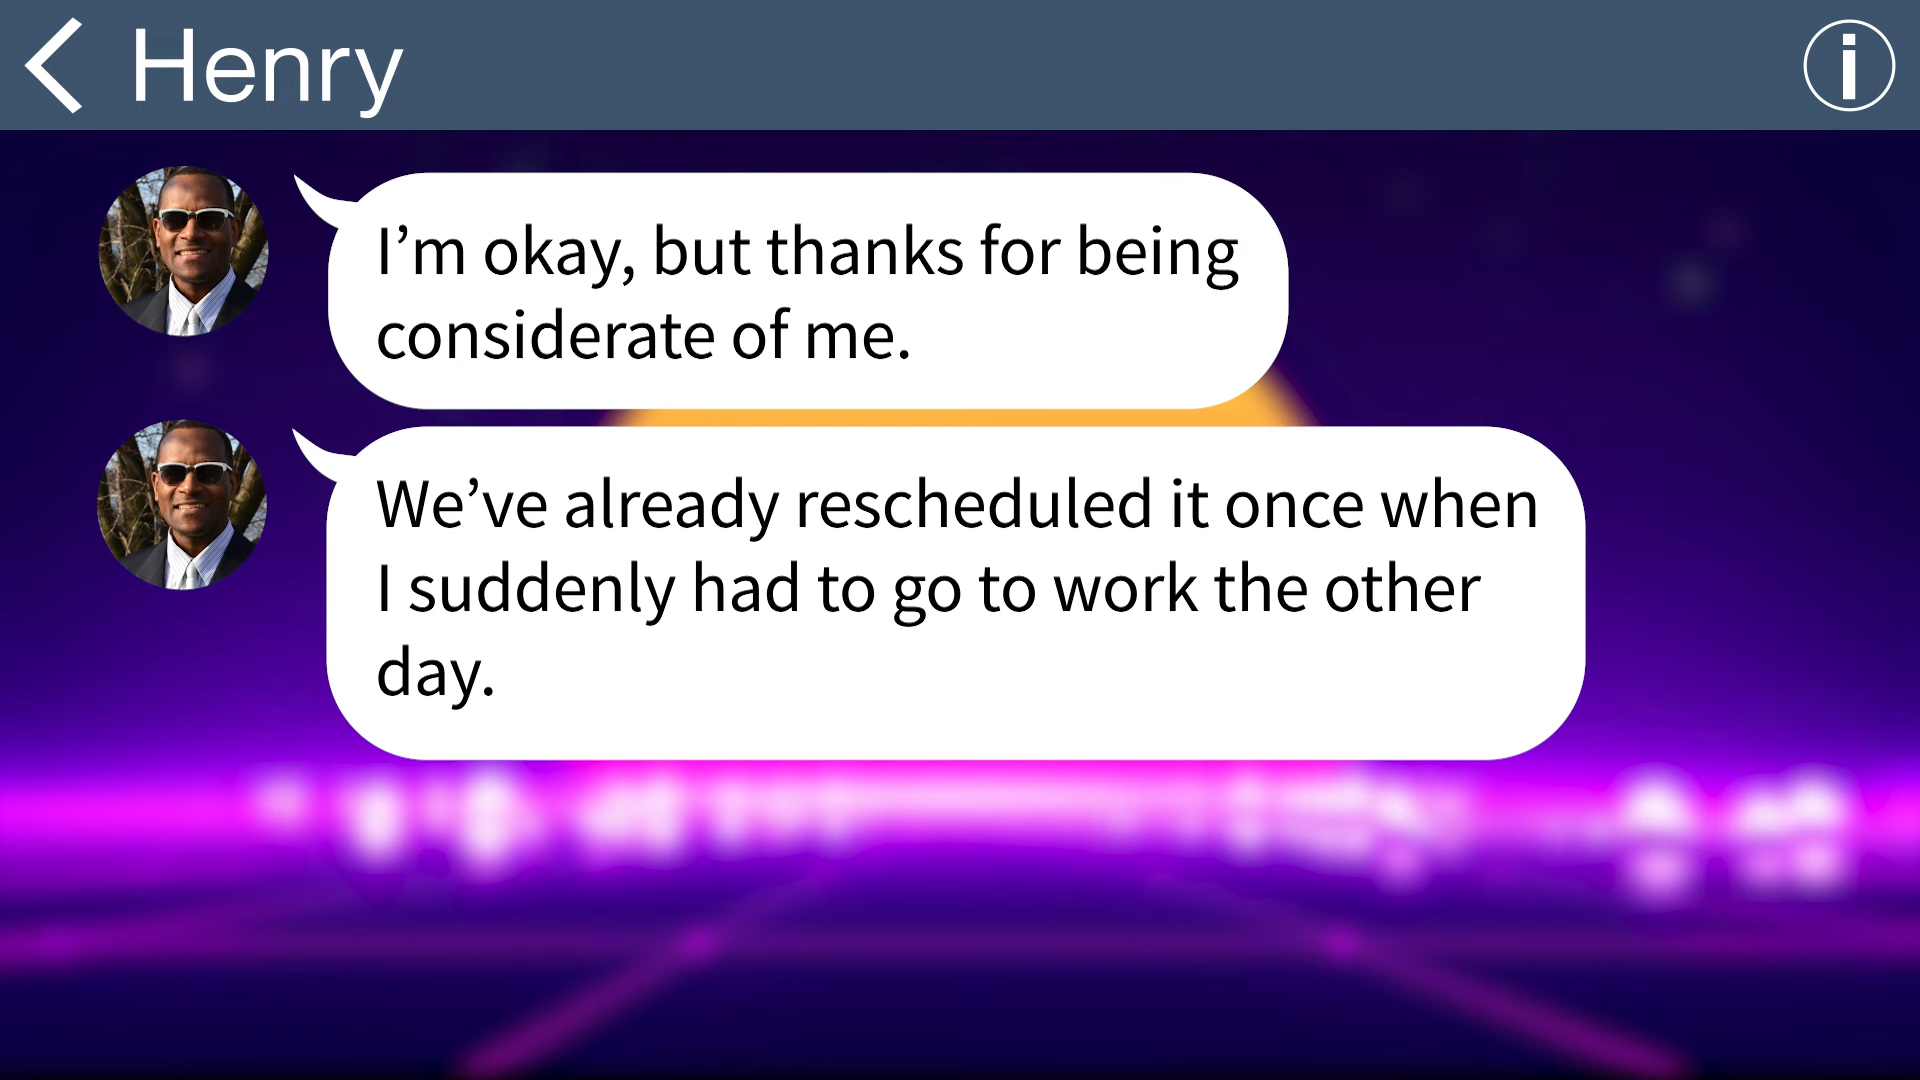 Henry
I’m okay, but thanks for being
considerate of me.
We’ve already rescheduled it once when
I suddenly had to go to work the other
day.